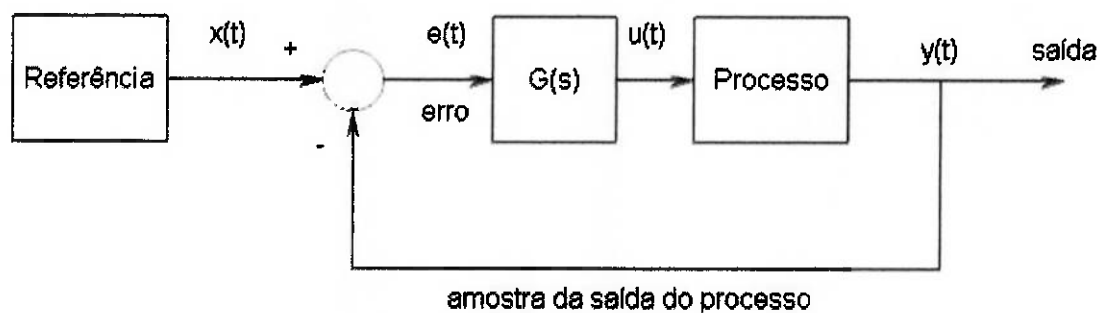 x(t)
+
e(t)
u(t)
y(t)
saída
Referência
G(s)
Processo
erro
-
amostra da saída do processo